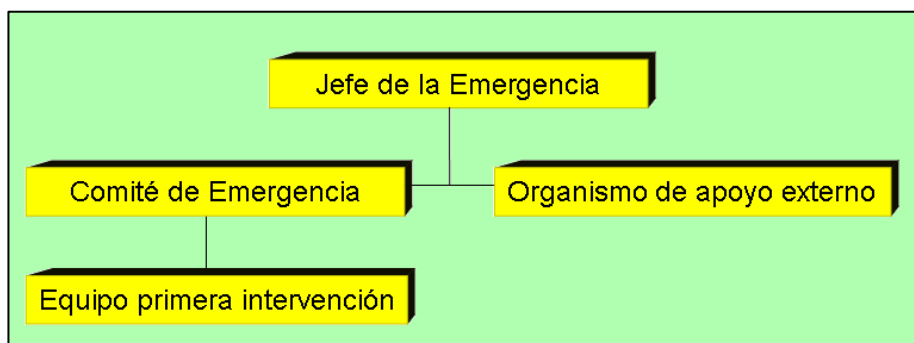 Jefe de la Emergencia
Comité de Emergencia
Organismo de apoyo externo
Equipo primera intervención